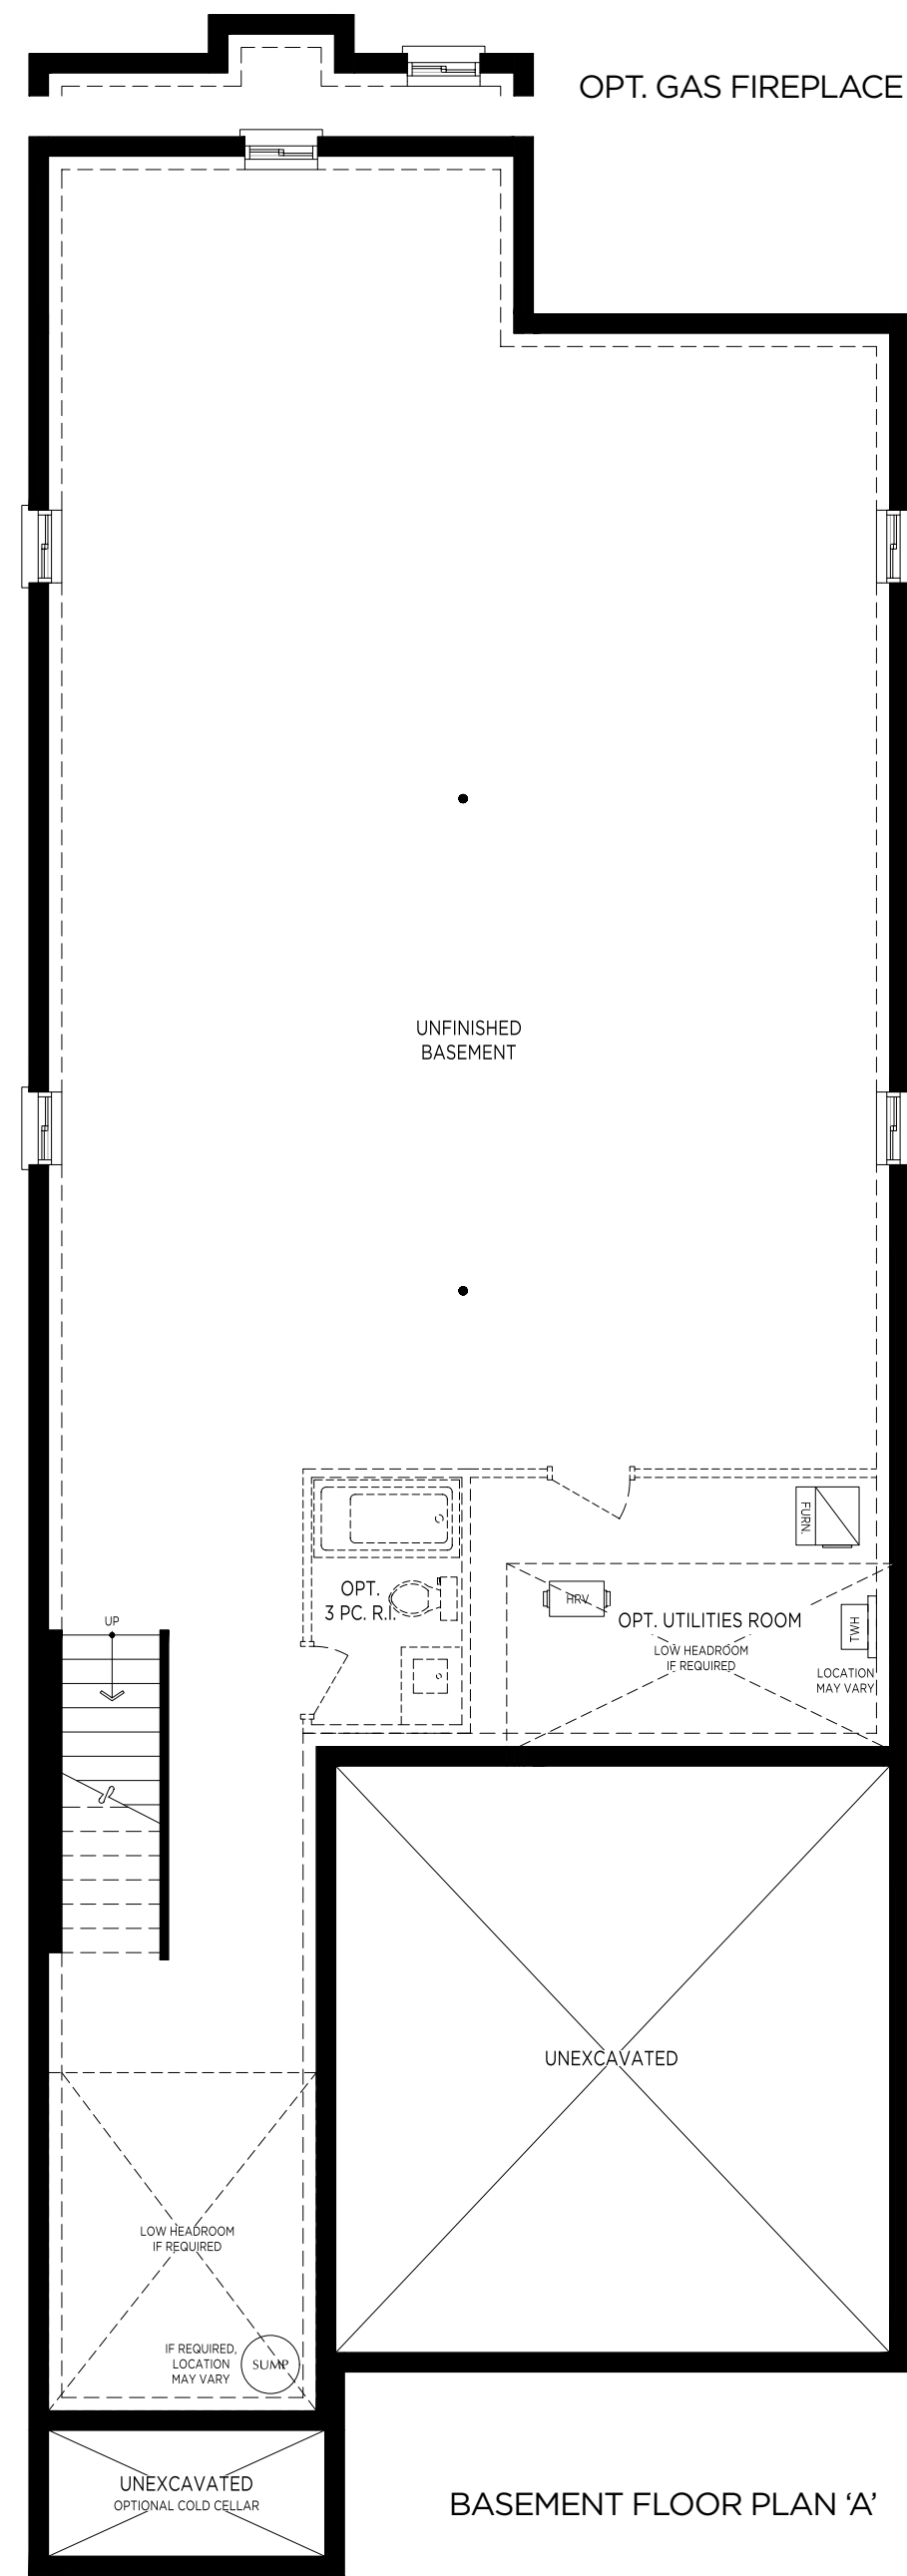 OPT. GAS FIREPLACE
UNFINISHED
BASEMENT
FURN.
OPT.
3 PC. R.I.
HRV
OPT. UTILITIES ROOM
TWH
LOW HEADROOM
IF REQUIRED
LOCATION
MAY VARY
UP
UNEXCAVATED
LOW HEADROOM
IF REQUIRED
IF REQUIRED,
LOCATION
MAY VARY
SUMP
UNEXCAVATED
OPTIONAL COLD CELLAR
BASEMENT FLOOR PLAN ‘A’